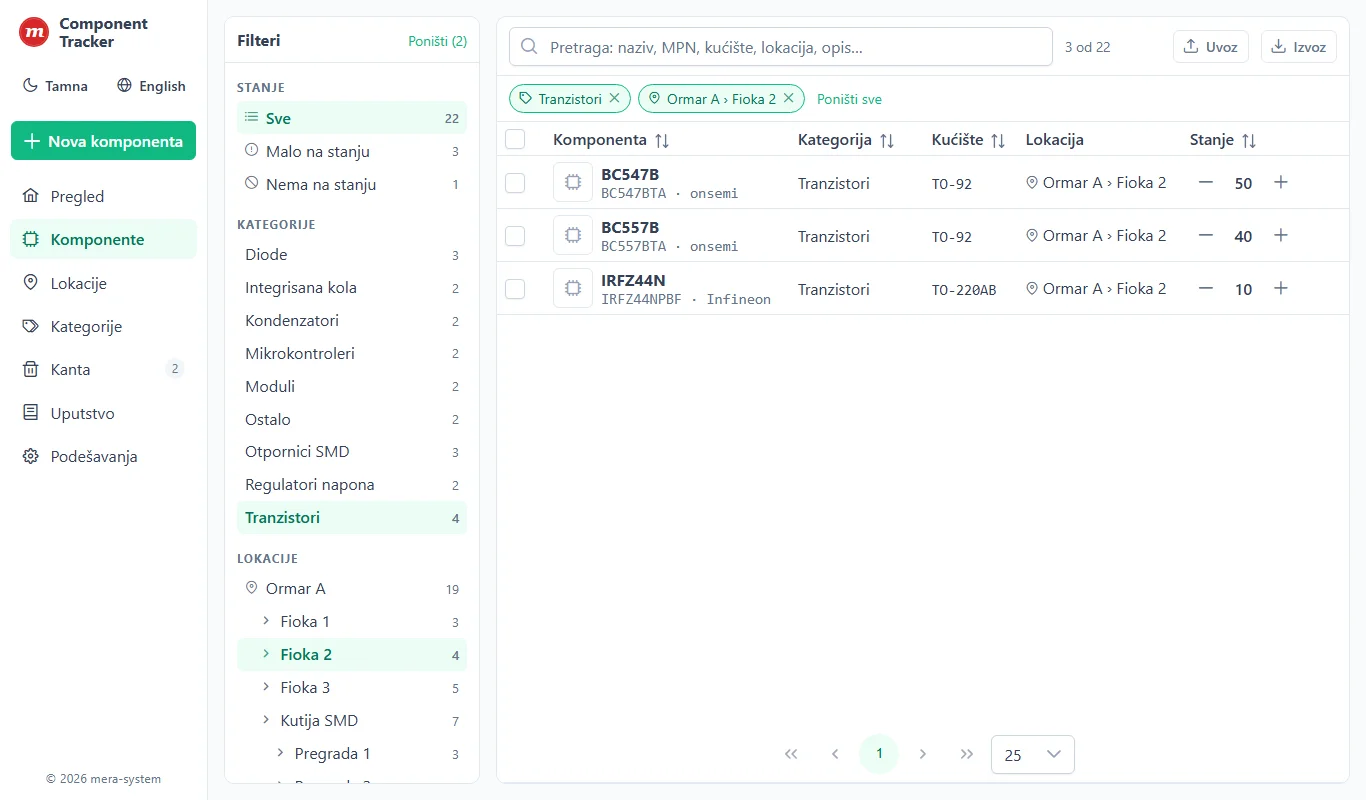 m
Component
Tracker
Tamna
English
Nova komponenta
Pregled
Komponente
Lokacije
Kategorije
Kanta 2
Uputstvo
Podešavanja
© 2026 mera-system
Filteri
Poništi (2)
STANJE
Sve 22
Malo na stanju 3
Nema na stanju 1
KATEGORIJE
Diode 3
Integrisana kola 2
Kondenzatori 2
Mikrokontroleri 2
Moduli 2
Ostalo 2
Otpornici SMD 3
Regulatori napona 2
Tranzistori 4
LOKACIJE
Ormar A 19
Fioka 1 3
Fioka 2 4
Fioka 3 5
Kutija SMD 7
Pregrada 1 3
Pretraga: naziv, MPN, kućište, lokacija, opis...
3 od 22
Uvoz
Izvoz
Tranzistori
Ormar A › Fioka 2
Poništi sve
Komponenta Kategorija Kućište Lokacija Stanje
BC547B
BC547BTA · onsemi
Tranzistori
TO-92
Ormar A › Fioka 2
50
BC557B
BC557BTA · onsemi
Tranzistori
TO-92
Ormar A › Fioka 2
40
IRFZ44N
IRFZ44NPBF · Infineon
Tranzistori
TO-220AB
Ormar A › Fioka 2
10
1
25